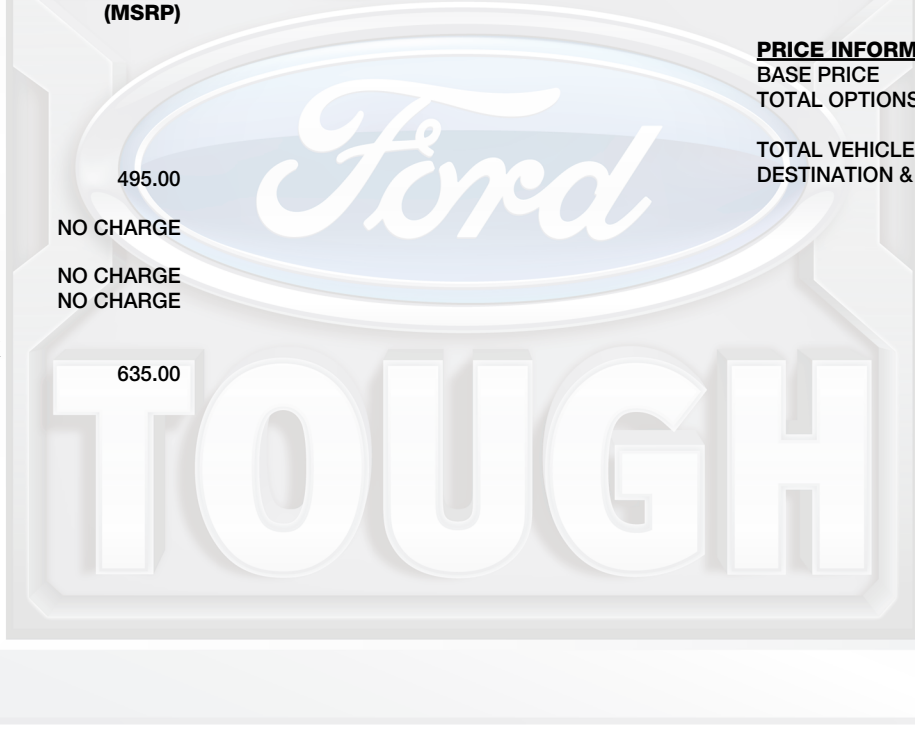 (MSRP)
495.00
NO CHARGE
NO CHARGE
NO CHARGE
635.00
PRICE INFORM
BASE PRICE
TOTAL OPTIONS
TOTAL VEHICLE
DESTINATION &
Ford
TOUGH